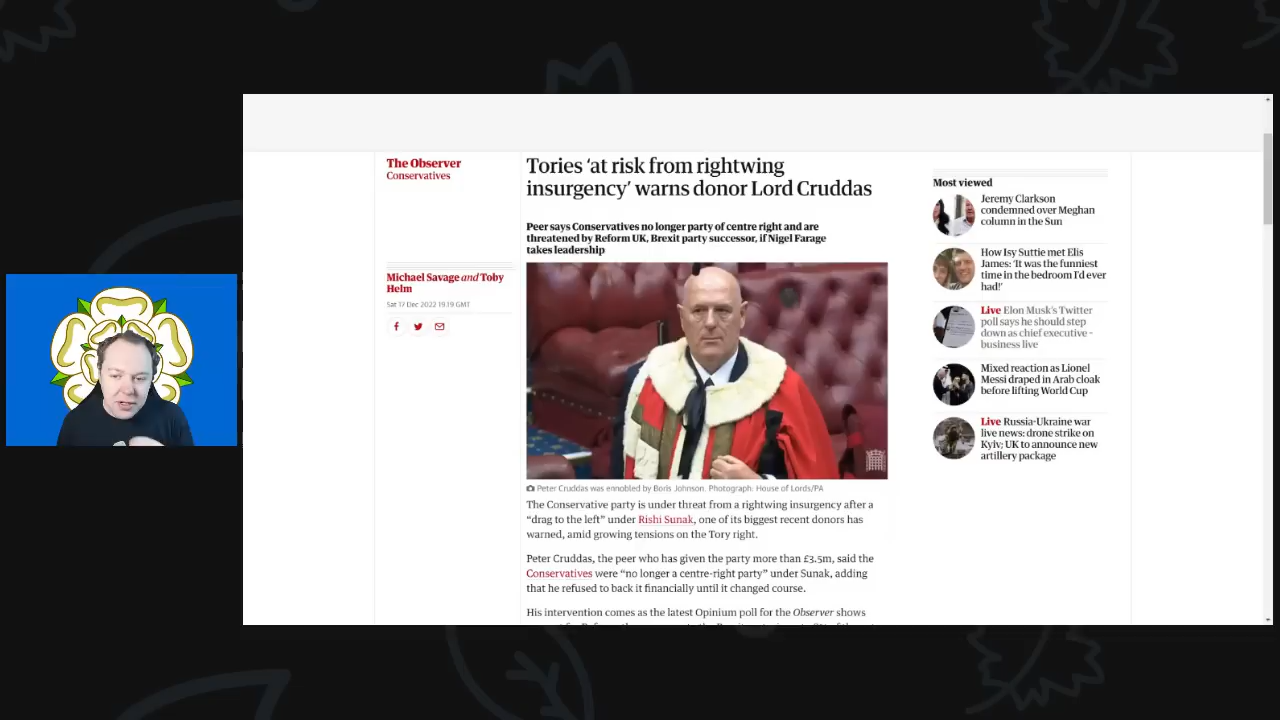 The Observer
Conservatives
Tories ‘at risk from rightwing
insurgency’ warns donor Lord Cruddas
Peer says Conservatives no longer party of centre right and are
threatened by Reform UK, Brexit party successor, if Nigel Farage
takes leadership
Michael Savage and Toby
Helm
Sat 17 Dec 2022 19.19 GMT
Peter Cruddas was ennobled by Boris Johnson. Photograph: House of Lords/PA
The Conservative party is under threat from a rightwing insurgency after a
“drag to the left” under Rishi Sunak, one of its biggest recent donors has
warned, amid growing tensions on the Tory right.
Peter Cruddas, the peer who has given the party more than £3.5m, said the
Conservatives were “no longer a centre-right party” under Sunak, adding
that he refused to back it financially until it changed course.
His intervention comes as the latest Opinium poll for the Observer shows
Most viewed
Jeremy Clarkson
condemned over Meghan
column in the Sun
How Isy Suttie met Elis
James: ‘It was the funniest
time in the bedroom I’d ever
had!’
Live Elon Musk’s Twitter
poll says he should step
down as chief executive –
business live
Mixed reaction as Lionel
Messi draped in Arab cloak
before lifting World Cup
Live Russia-Ukraine war
live news: drone strike on
Kyiv; UK to announce new
artillery package